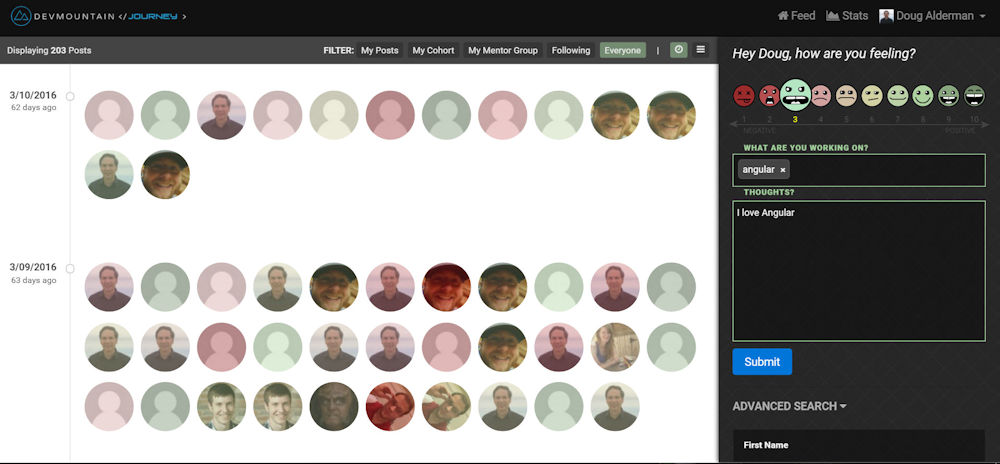 DEVMOUNTAIN </JOURNEY >
Feed Stats Doug Alderman
Displaying 203 Posts
FILTER: My Posts My Cohort My Mentor Group Following Everyone |
Hey Doug, how are you feeling?
1 2 3 4 5 6 7 8 9 10
NEGATIVE POSITIVE
WHAT ARE YOU WORKING ON?
angular ×
THOUGHTS?
I love Angular
Submit
ADVANCED SEARCH
First Name
3/10/2016
62 days ago
3/09/2016
63 days ago